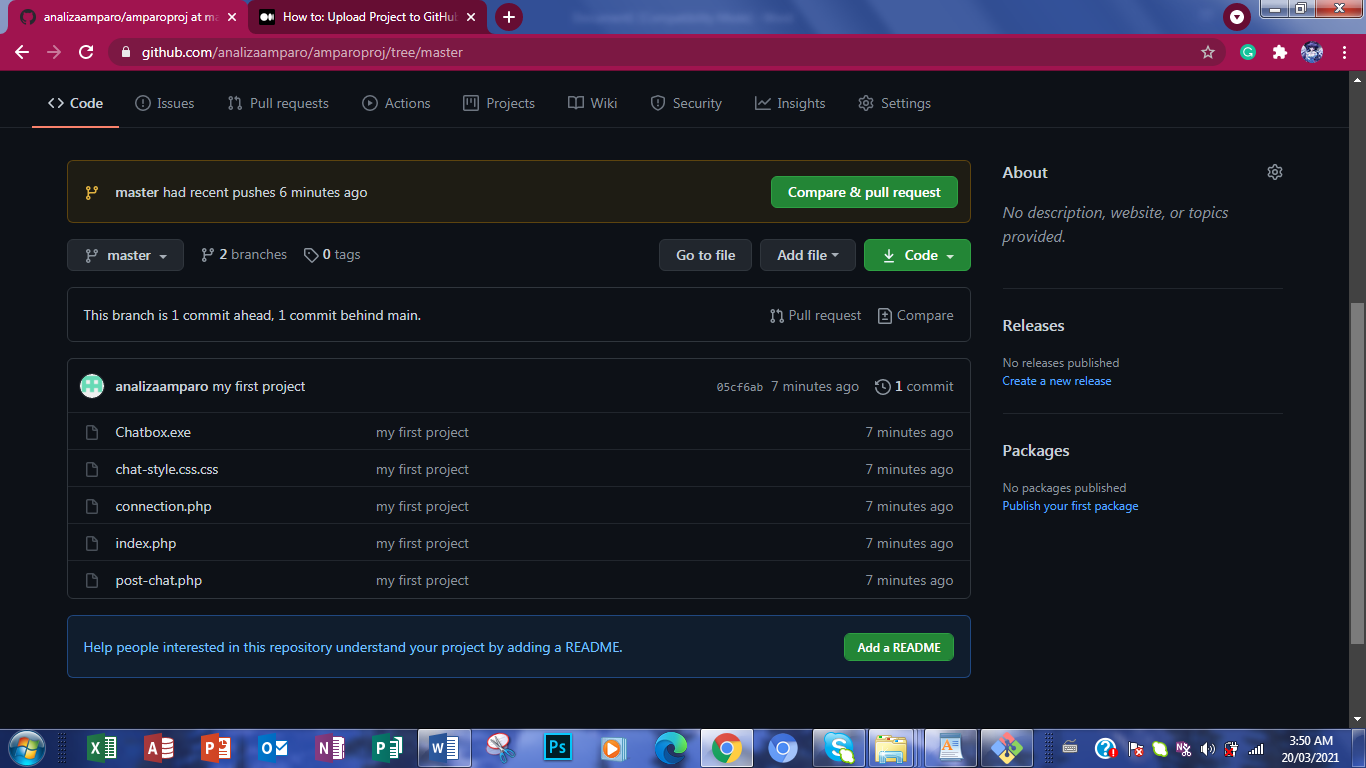 analizaamparo/amparoproj at ma
How to: Upload Project to GitHub
github.com/analizaamparo/amparoproj/tree/master
Code
Issues
Pull requests
Actions
Projects
Wiki
Security
Insights
Settings
master had recent pushes 6 minutes ago
Compare & pull request
master
2 branches
0 tags
Go to file
Add file
Code
This branch is 1 commit ahead, 1 commit behind main.
Pull request
Compare
analizaamparo my first project
05cf6ab 7 minutes ago
1 commit
Chatbox.exe my first project 7 minutes ago
chat-style.css.css my first project 7 minutes ago
connection.php my first project 7 minutes ago
index.php my first project 7 minutes ago
post-chat.php my first project 7 minutes ago
Help people interested in this repository understand your project by adding a README.
Add a README
About
No description, website, or topics
provided.
Releases
No releases published
Create a new release
Packages
No packages published
Publish your first package
Ps
3:50 AM
20/03/2021